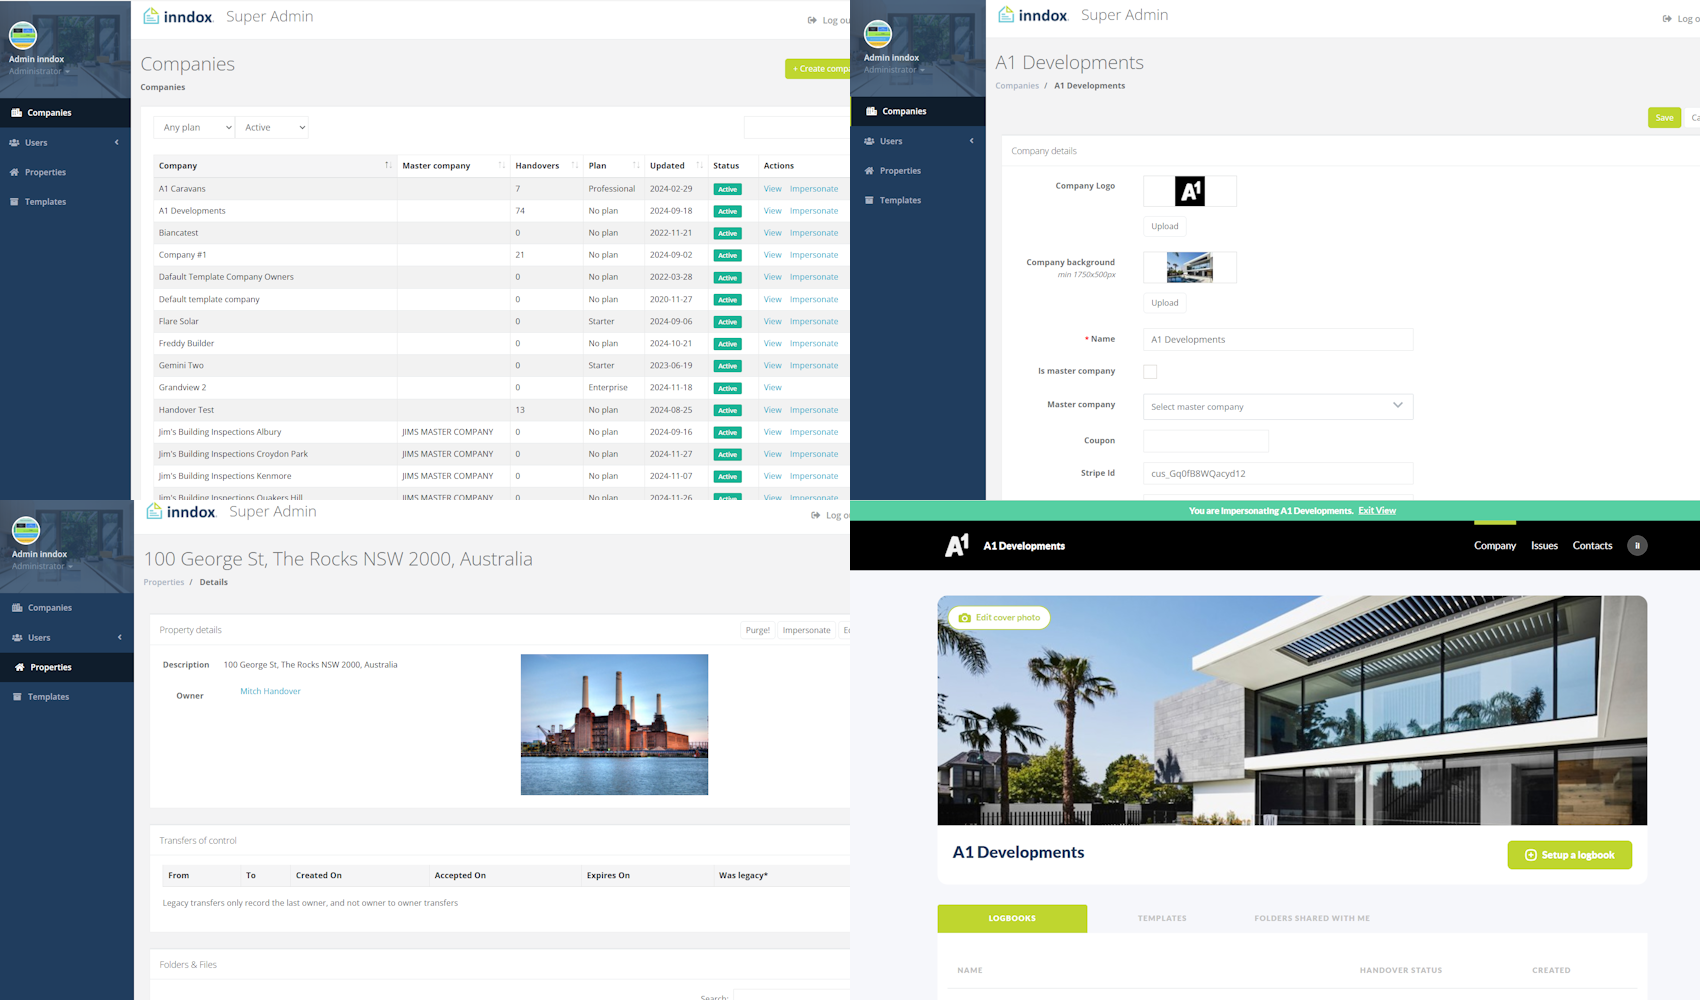 inndox. Super Admin
Log ou
Admin inndox
Administrator
Companies
Users
Properties
Templates
Companies
+ Create compa
Companies
Any plan
Active
Company Master company Handovers Plan Updated Status Actions
A1 Caravans 7 Professional 2024-02-29 Active View Impersonate
A1 Developments 74 No plan 2024-09-18 Active View Impersonate
Biancatest 0 No plan 2022-11-21 Active View Impersonate
Company #1 21 No plan 2024-09-02 Active View Impersonate
Dafault Template Company Owners 0 No plan 2022-03-28 Active View Impersonate
Default template company 0 No plan 2020-11-27 Active View Impersonate
Flare Solar 0 Starter 2024-09-06 Active View Impersonate
Freddy Builder 0 No plan 2024-10-21 Active View Impersonate
Gemini Two 0 Starter 2023-06-19 Active View Impersonate
Grandview 2 0 Enterprise 2024-11-18 Active View
Handover Test 13 No plan 2024-08-25 Active View Impersonate
Jim's Building Inspections Albury JIMS MASTER COMPANY 0 No plan 2024-09-16 Active View Impersonate
Jim's Building Inspections Croydon Park JIMS MASTER COMPANY 0 No plan 2024-11-27 Active View Impersonate
Jim's Building Inspections Kenmore JIMS MASTER COMPANY 0 No plan 2024-11-07 Active View Impersonate
Jim's Building Inspections Quakers Hill JIMS MASTER COMPANY 0 No plan 2024-11-26 Active View Impersonate
inndox. Super Admin
Log o
Admin inndox
Administrator
Companies
Users
Properties
Templates
A1 Developments
Companies / A1 Developments
Save
Ca
Company details
Company Logo
A1
Upload
Company background
min 1750x500px
Upload
* Name A1 Developments
Is master company
Master company Select master company
Coupon
Stripe Id cus_Gq0fB8WQacyd12
inndox. Super Admin
Log ou
Admin inndox
Administrator
Companies
Users
Properties
Templates
100 George St, The Rocks NSW 2000, Australia
Properties / Details
Property details
Purge! Impersonate E
Description 100 George St, The Rocks NSW 2000, Australia
Owner Mitch Handover
Transfers of control
From To Created On Accepted On Expires On Was legacy*
Legacy transfers only record the last owner, and not owner to owner transfers
Folders & Files
Search:
You are impersonating A1 Developments. Exit View
A1 A1 Developments
Company Issues Contacts II
Edit cover photo
A1 Developments
Setup a logbook
LOGBOOKS TEMPLATES FOLDERS SHARED WITH ME
NAME HANDOVER STATUS CREATED